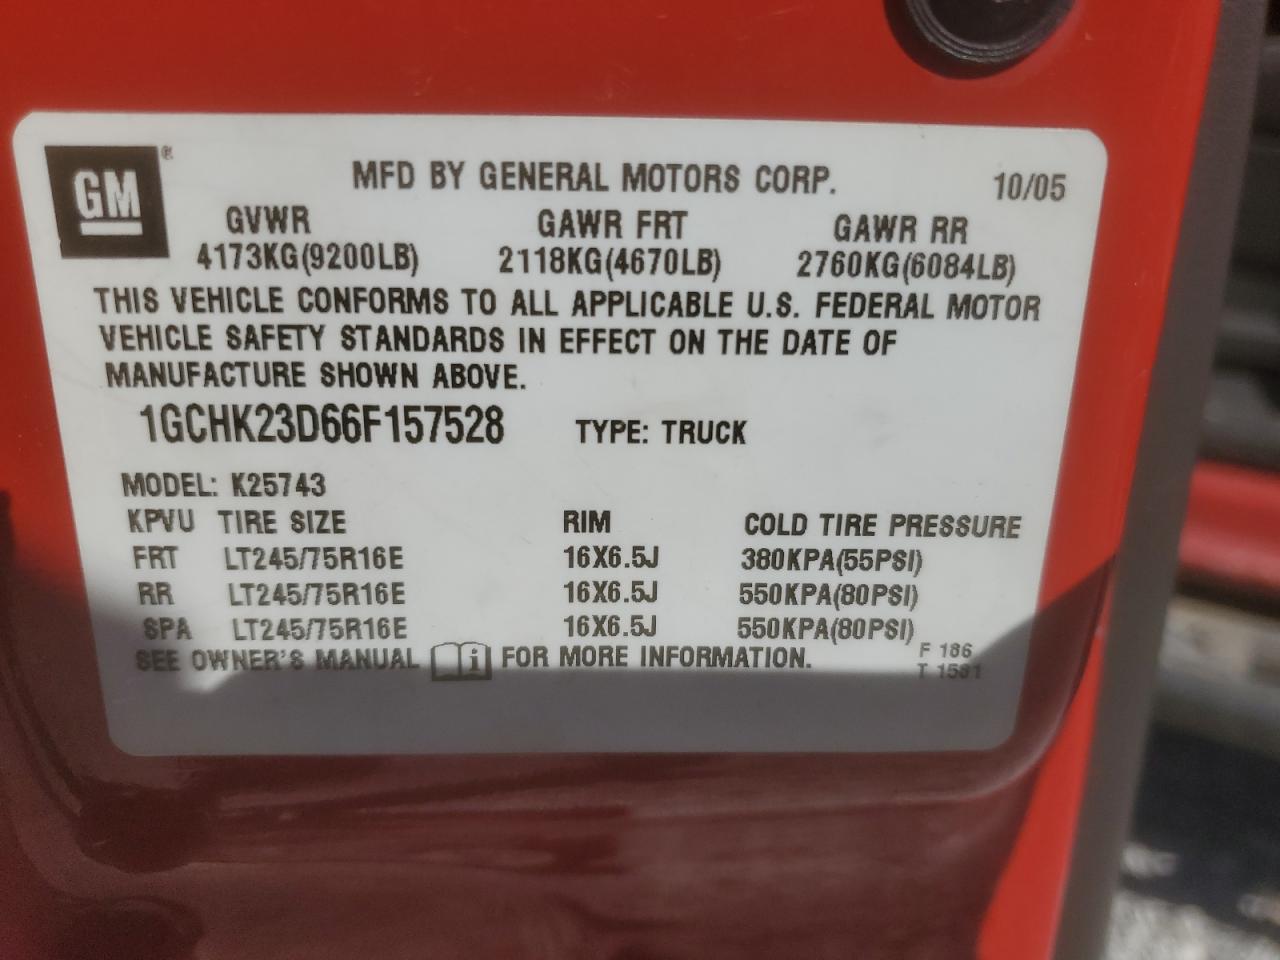 GM ® MFD BY GENERAL MOTORS CORP. 10/05
GVWR GAWR FRT GAWR RR
4173KG(9200LB) 2118KG(4670LB) 2760KG(6084LB)
THIS VEHICLE CONFORMS TO ALL APPLICABLE U.S. FEDERAL MOTOR
VEHICLE SAFETY STANDARDS IN EFFECT ON THE DATE OF
MANUFACTURE SHOWN ABOVE.
1GCHK23D66F157528 TYPE: TRUCK
MODEL: K25743
KPVU TIRE SIZE RIM COLD TIRE PRESSURE
FRT LT245/75R16E 16X6.5J 380KPA(55PSI)
RR LT245/75R16E 16X6.5J 550KPA(80PSI)
SPA LT245/75R16E 16X6.5J 550KPA(80PSI)
SEE OWNER'S MANUAL i FOR MORE INFORMATION. F 186
T 1581